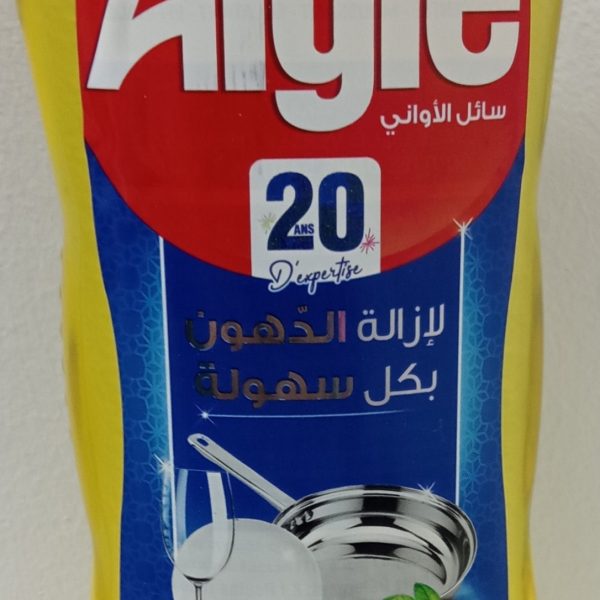 Aigle
سائل الأواني
20
ANS
D'expertise
لإزالة الدّهون
بكل سهولة